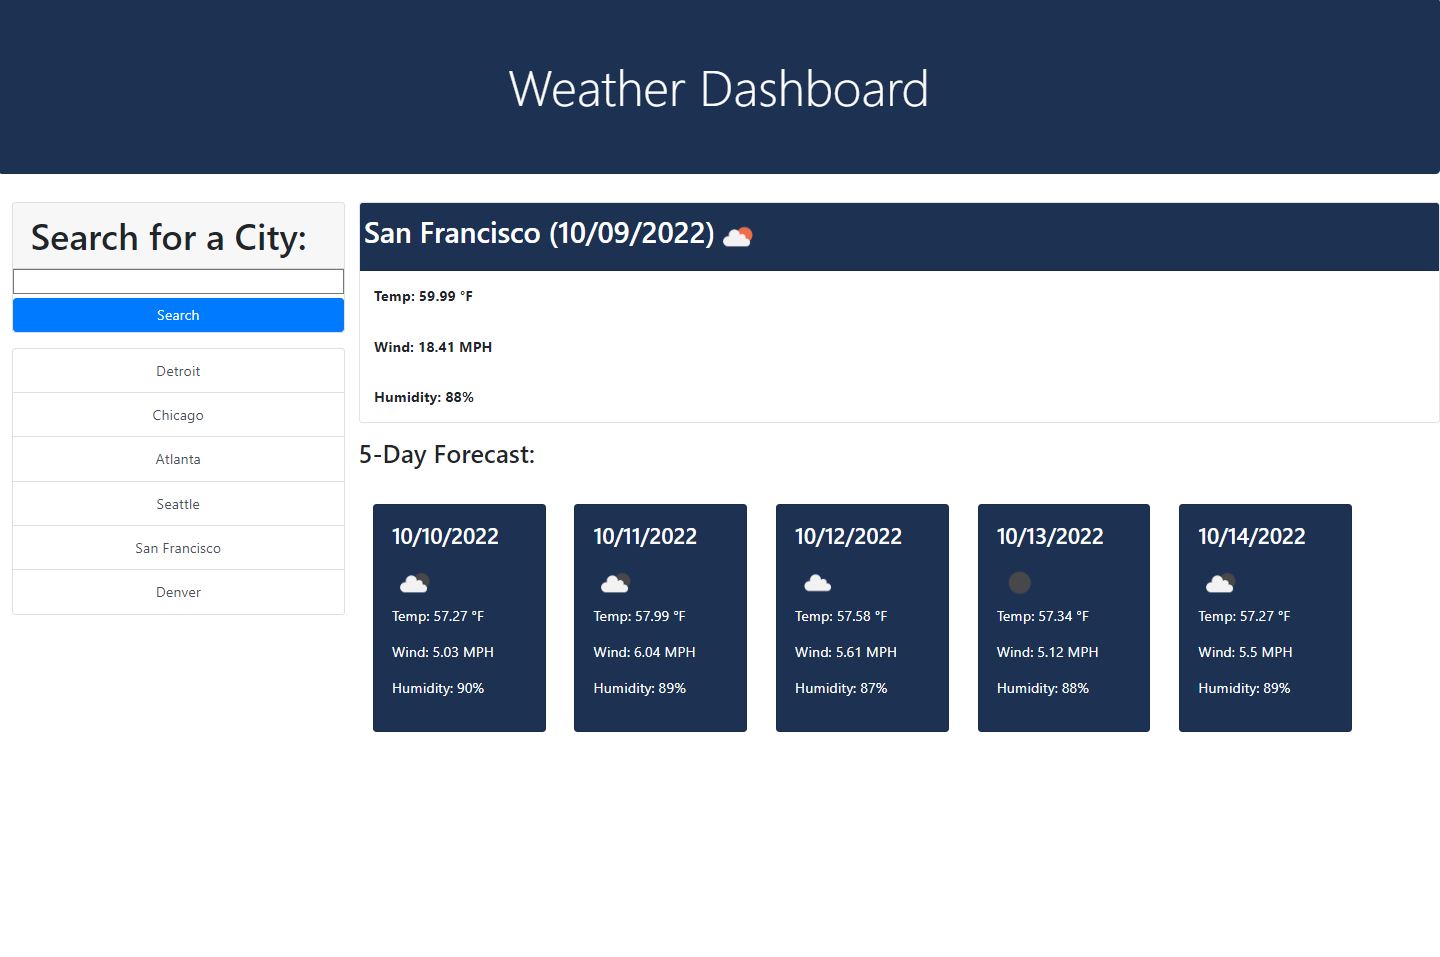 Weather Dashboard
Search for a City:
Search
Detroit
Chicago
Atlanta
Seattle
San Francisco
Denver
San Francisco (10/09/2022)
Temp: 59.99 °F
Wind: 18.41 MPH
Humidity: 88%
5-Day Forecast:
10/10/2022
Temp: 57.27 °F
Wind: 5.03 MPH
Humidity: 90%
10/11/2022
Temp: 57.99 °F
Wind: 6.04 MPH
Humidity: 89%
10/12/2022
Temp: 57.58 °F
Wind: 5.61 MPH
Humidity: 87%
10/13/2022
Temp: 57.34 °F
Wind: 5.12 MPH
Humidity: 88%
10/14/2022
Temp: 57.27 °F
Wind: 5.5 MPH
Humidity: 89%